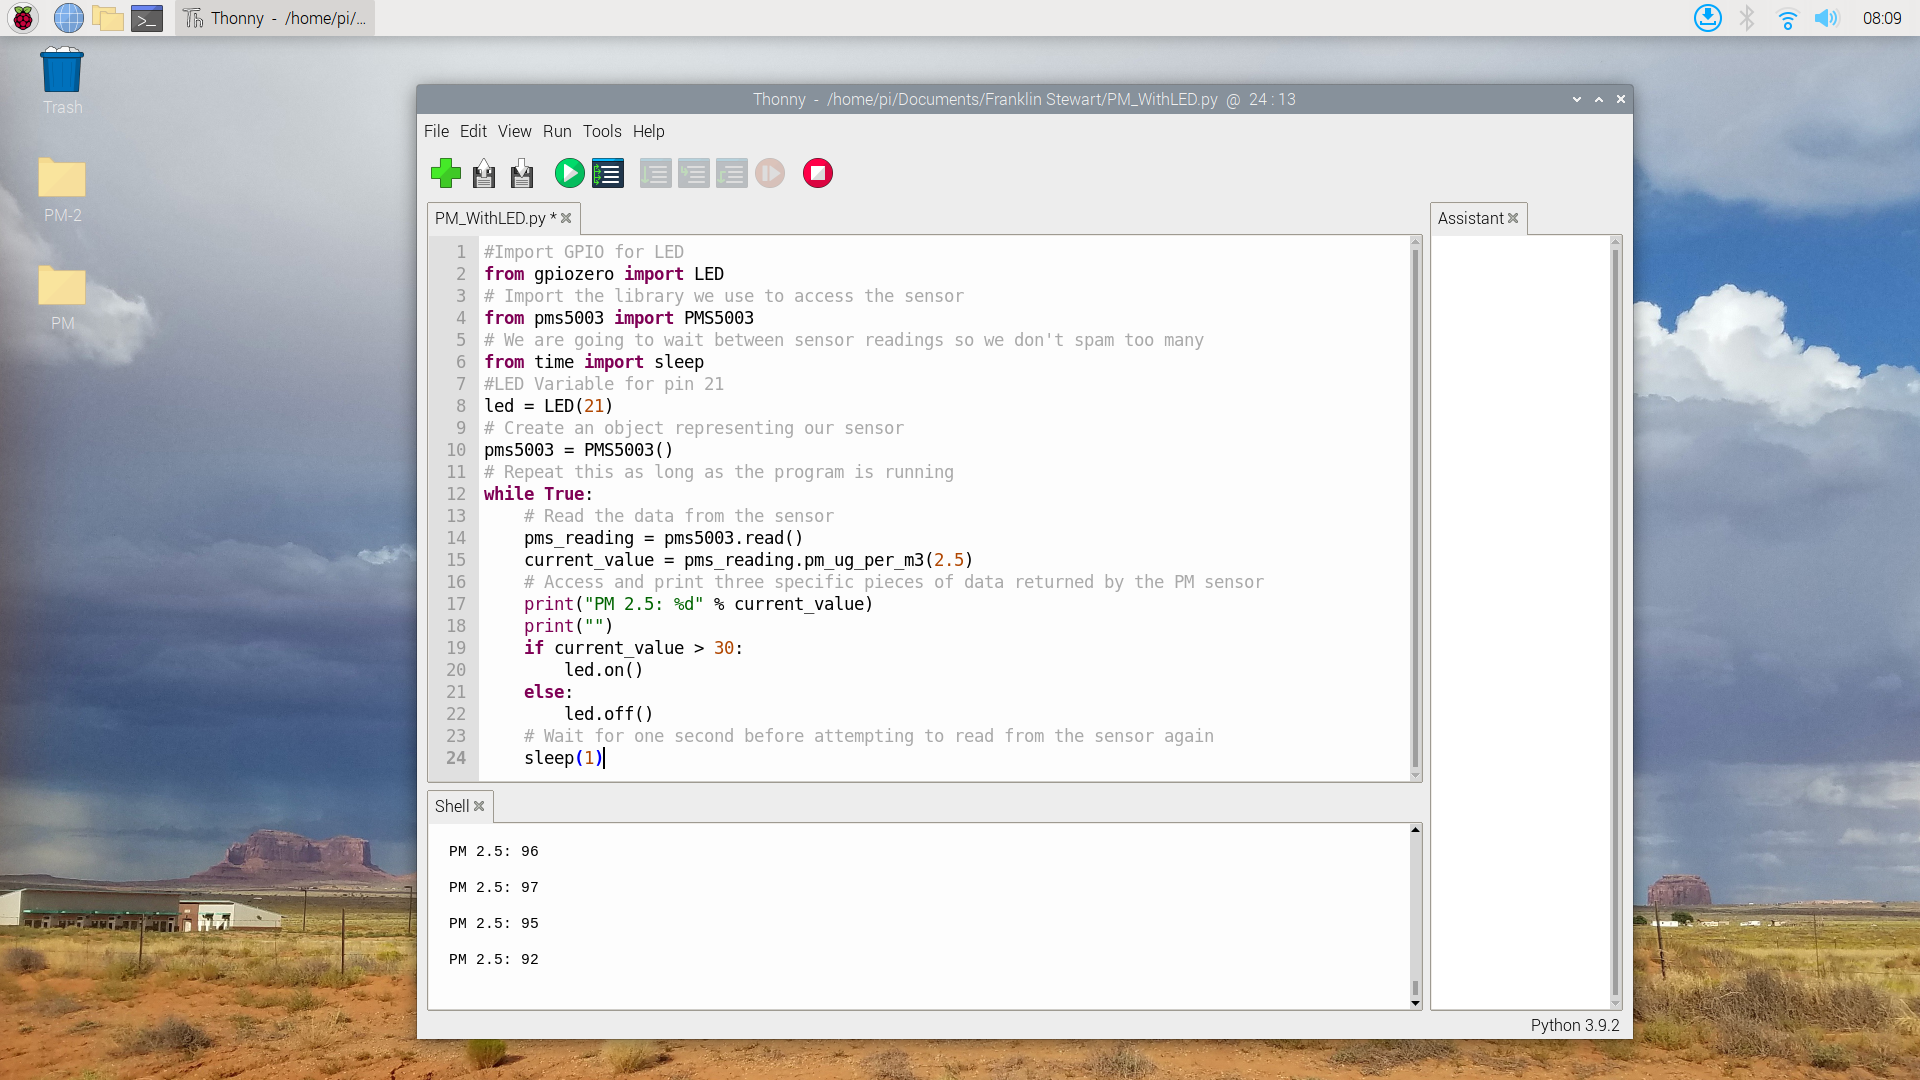 Thonny - /home/pi/...
08:09
Trash
PM-2
PM
Thonny - /home/pi/Documents/Franklin Stewart/PM_WithLED.py @ 24 : 13
File Edit View Run Tools Help
PM_WithLED.py *
Assistant
1 #Import GPIO for LED
2 from gpiozero import LED
3 # Import the library we use to access the sensor
4 from pms5003 import PMS5003
5 # We are going to wait between sensor readings so we don't spam too many
6 from time import sleep
7 #LED Variable for pin 21
8 led = LED(21)
9 # Create an object representing our sensor
10 pms5003 = PMS5003()
11 # Repeat this as long as the program is running
12 while True:
13     # Read the data from the sensor
14     pms_reading = pms5003.read()
15     current_value = pms_reading.pm_ug_per_m3(2.5)
16     # Access and print three specific pieces of data returned by the PM sensor
17     print("PM 2.5: %d" % current_value)
18     print("")
19     if current_value > 30:
20         led.on()
21     else:
22         led.off()
23     # Wait for one second before attempting to read from the sensor again
24     sleep(1)
Shell
PM 2.5: 96
PM 2.5: 97
PM 2.5: 95
PM 2.5: 92
Python 3.9.2